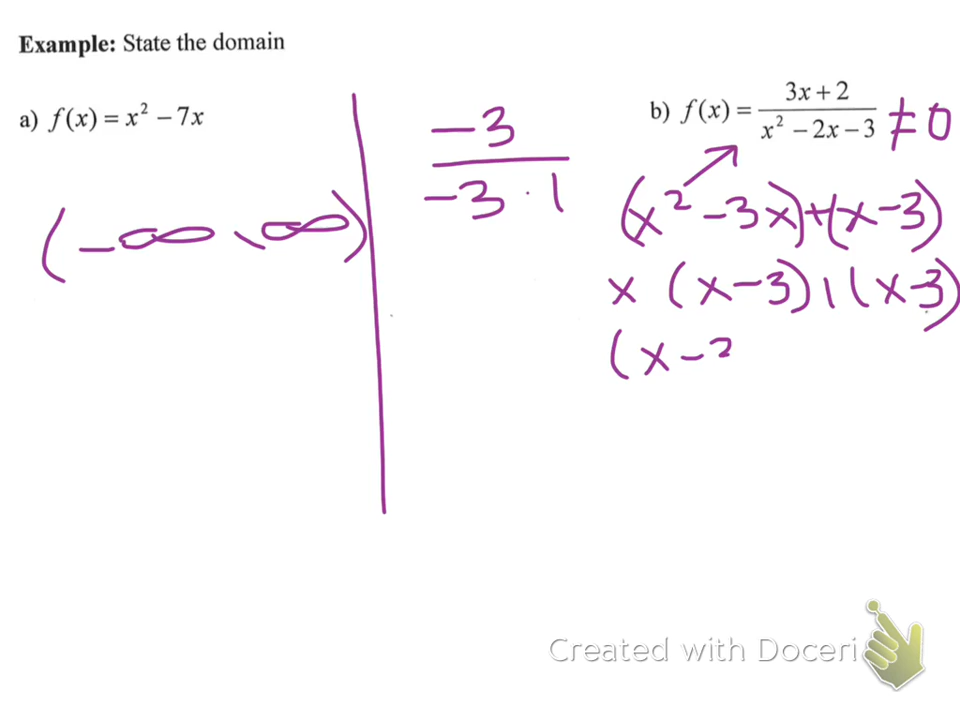 Example: State the domain
a) f(x) = x² − 7x
(−∞, ∞)
−3
−3 · 1
b) f(x) = (3x + 2)/(x² − 2x − 3) ≠ 0
(x² −3x)+(x−3)
x (x−3) 1(x−3)
(x−
Created with Doceri